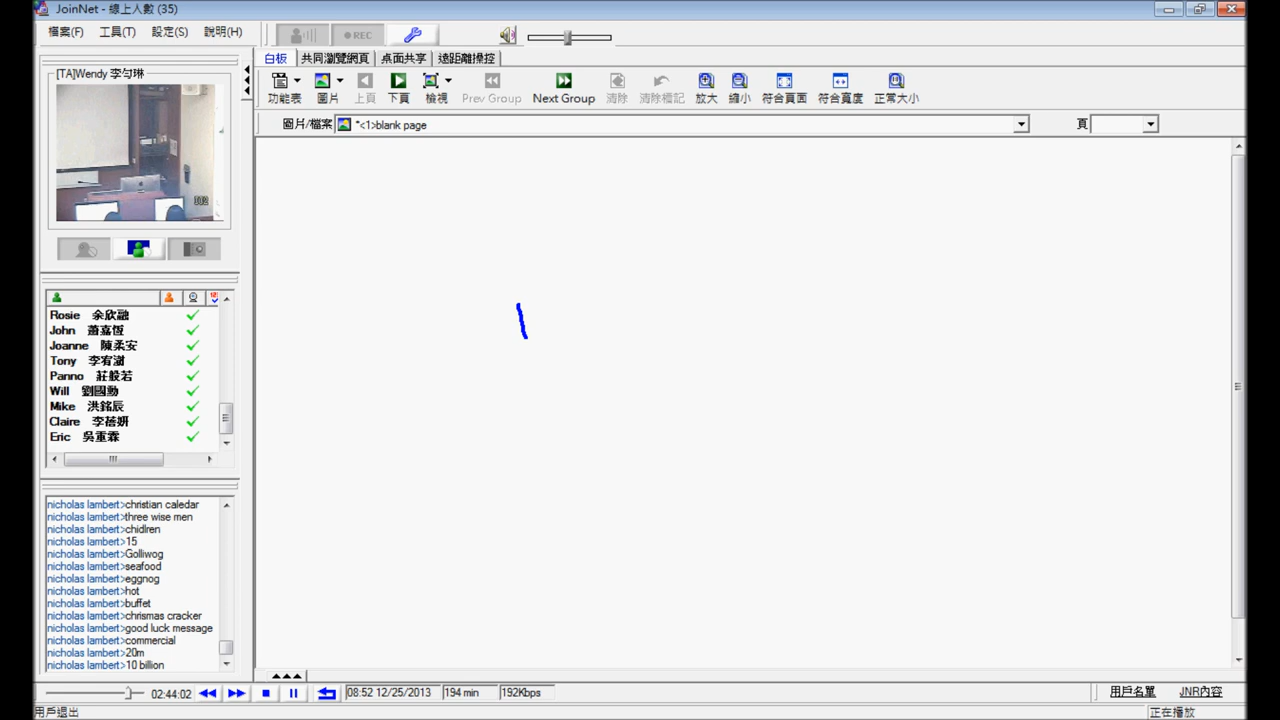 JoinNet - 線上人數 (35)
檔案(F) 工具(T) 設定(S) 說明(H)
REC
白板 共同瀏覽網頁 桌面共享 遠距離操控
[TA]Wendy 李勻琳
功能表 圖片 上頁 下頁 檢視 Prev Group Next Group 清除 清除標記 放大 縮小 符合頁面 符合寬度 正常大小
圖片/檔案 *<1>blank page 頁
Rosie 余欣融
John 蕭嘉恆
Joanne 陳柔安
Tony 李宥澍
Panno 莊般若
Will 劉國勳
Mike 洪銘辰
Claire 李蓓妍
Eric 吳重霖
nicholas lambert>christian caledar
nicholas lambert>three wise men
nicholas lambert>chidlren
nicholas lambert>15
nicholas lambert>Golliwog
nicholas lambert>seafood
nicholas lambert>eggnog
nicholas lambert>hot
nicholas lambert>buffet
nicholas lambert>chrismas cracker
nicholas lambert>good luck message
nicholas lambert>commercial
nicholas lambert>20m
nicholas lambert>10 billion
02:44:02 08:52 12/25/2013 194 min 192Kbps 用戶名單 JNR內容
用戶退出 正在播放